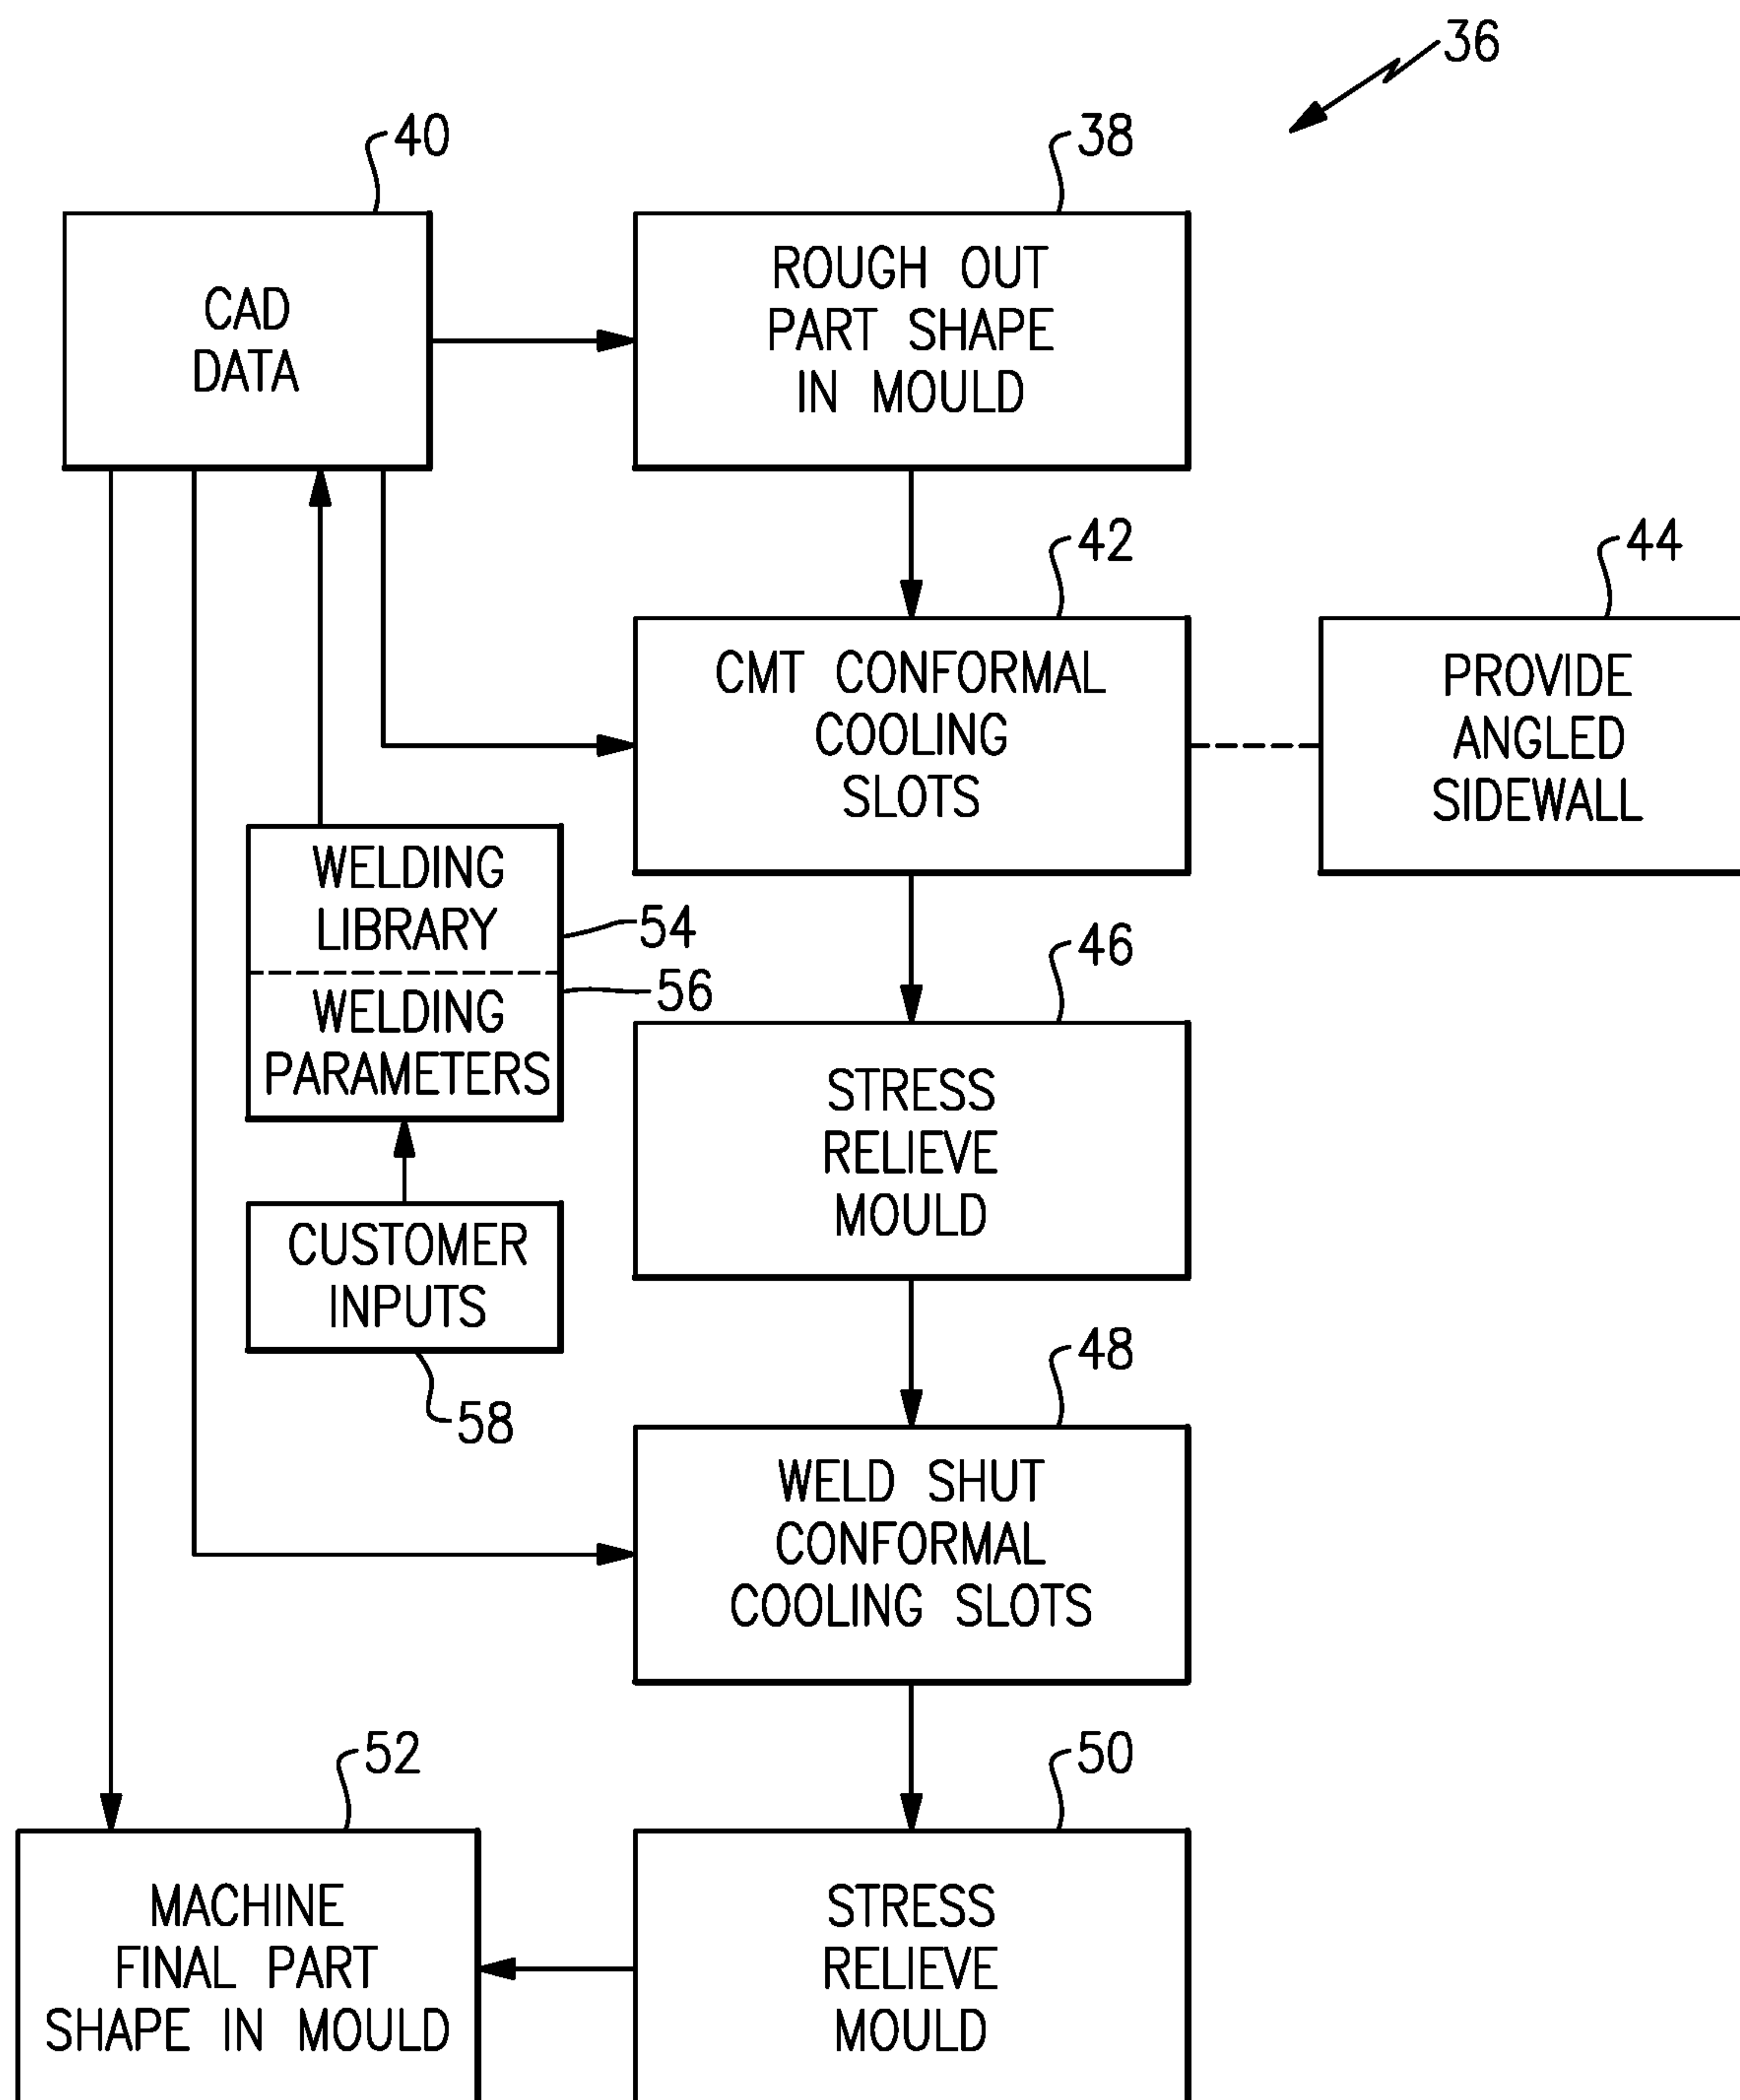 36
40
38
CAD
DATA
ROUGH OUT
PART SHAPE
IN MOULD
42
44
CMT CONFORMAL
COOLING
SLOTS
PROVIDE
ANGLED
SIDEWALL
WELDING
LIBRARY
54
56
WELDING
PARAMETERS
46
STRESS
RELIEVE
MOULD
CUSTOMER
INPUTS
58
48
WELD SHUT
CONFORMAL
COOLING SLOTS
52
50
MACHINE
FINAL PART
SHAPE IN MOULD
STRESS
RELIEVE
MOULD